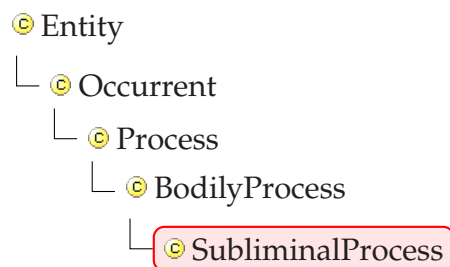 Entity
Occurrent
Process
BodilyProcess
SubliminalProcess